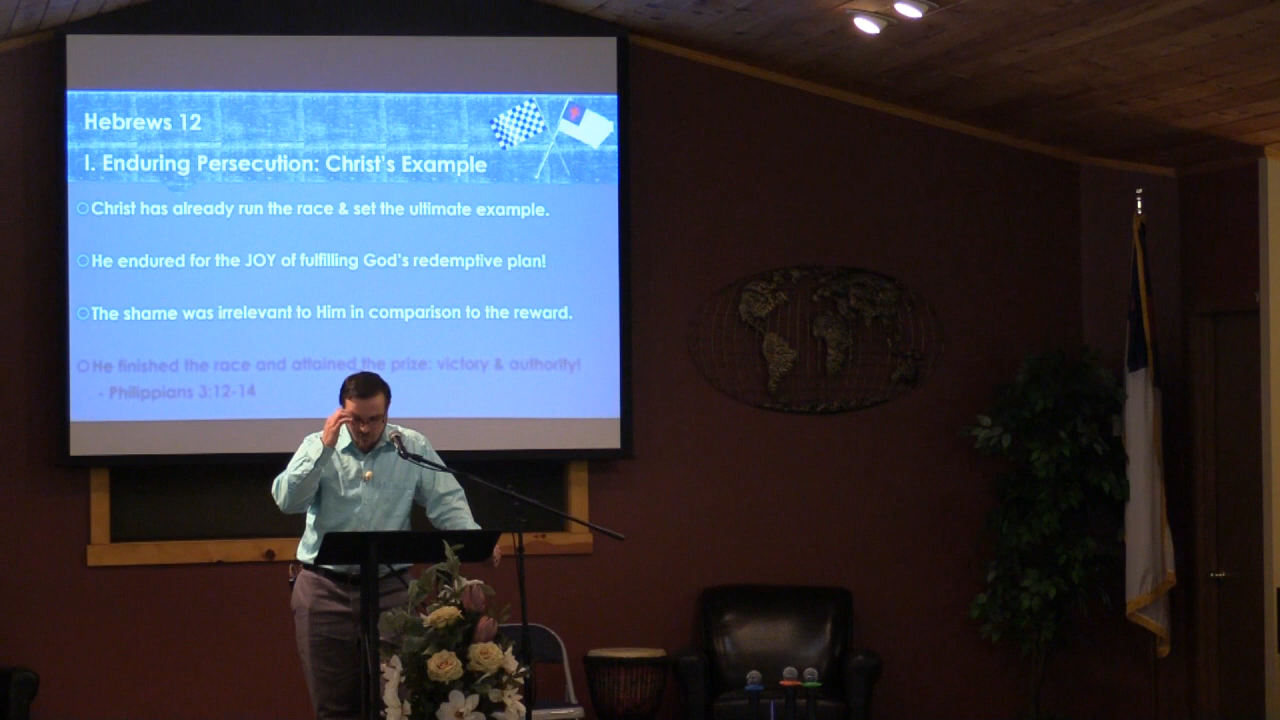 Hebrews 12
I. Enduring Persecution: Christ's Example
Christ has already run the race & set the ultimate example.
He endured for the JOY of fulfilling God's redemptive plan!
The shame was irrelevant to Him in comparison to the reward.
He finished the race and attained the prize: victory & authority!
- Philippians 3:12-14